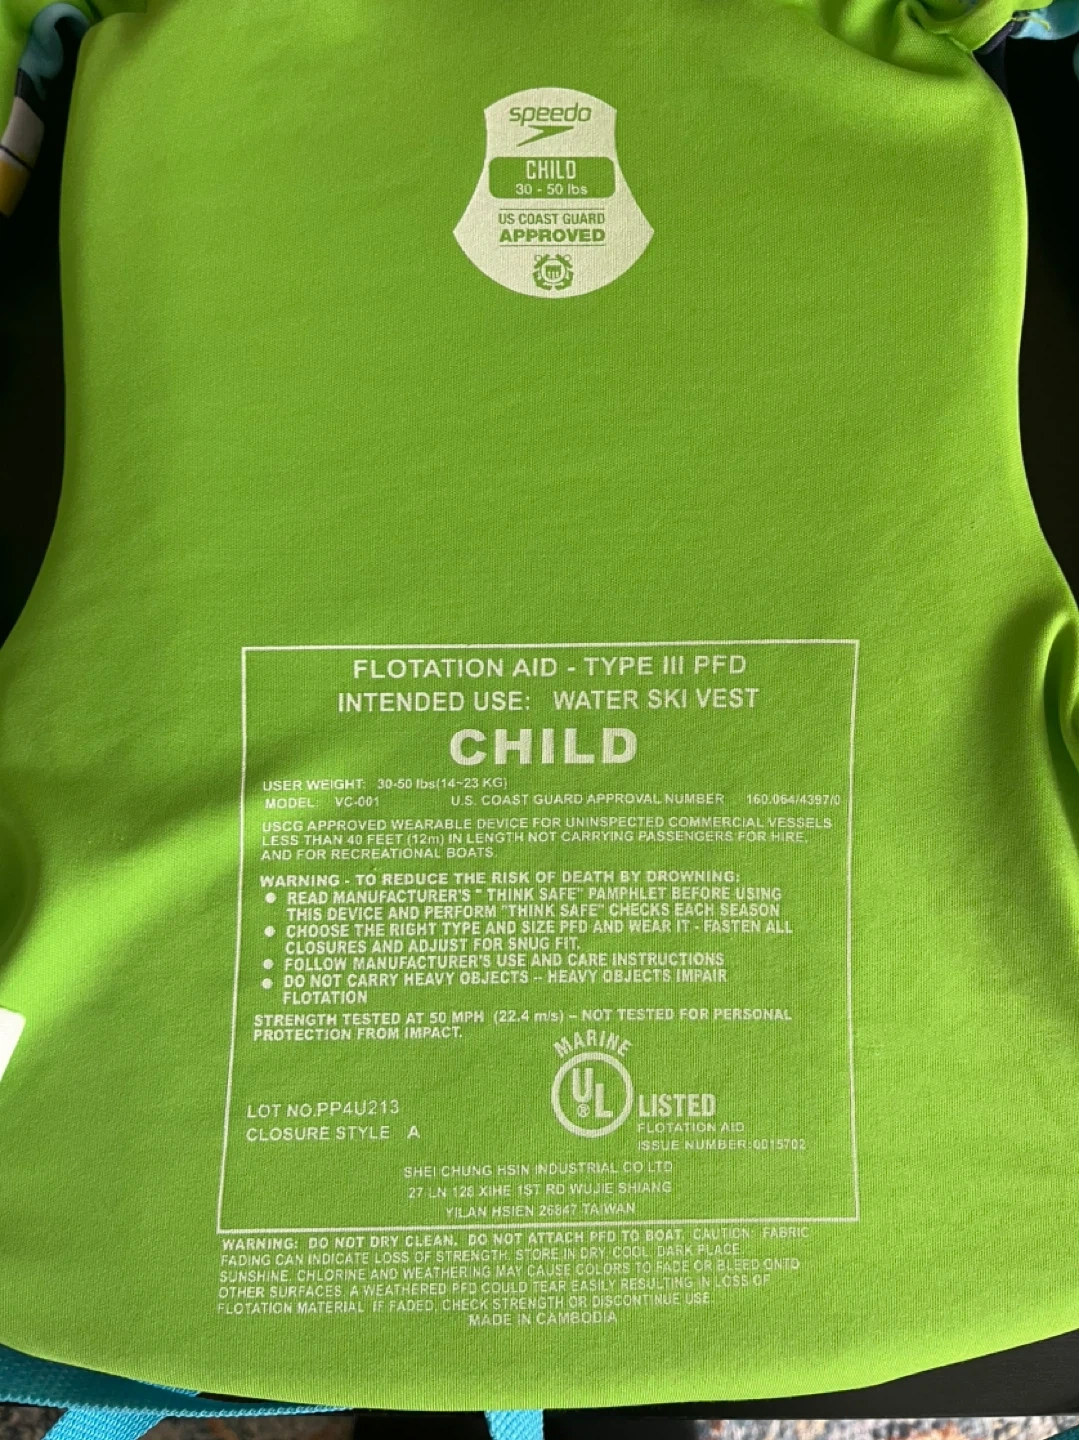 speedo
CHILD
30 - 50 lbs
US COAST GUARD
APPROVED
FLOTATION AID - TYPE III PFD
INTENDED USE: WATER SKI VEST
CHILD
USER WEIGHT: 30-50 lbs(14~23 KG)
MODEL: VC-001 U.S. COAST GUARD APPROVAL NUMBER 160.064/4397/0
USCG APPROVED WEARABLE DEVICE FOR UNINSPECTED COMMERCIAL VESSELS
LESS THAN 40 FEET (12m) IN LENGTH NOT CARRYING PASSENGERS FOR HIRE,
AND FOR RECREATIONAL BOATS.
WARNING - TO REDUCE THE RISK OF DEATH BY DROWNING:
● READ MANUFACTURER'S " THINK SAFE" PAMPHLET BEFORE USING
THIS DEVICE AND PERFORM "THINK SAFE" CHECKS EACH SEASON
● CHOOSE THE RIGHT TYPE AND SIZE PFD AND WEAR IT - FASTEN ALL
CLOSURES AND ADJUST FOR SNUG FIT.
● FOLLOW MANUFACTURER'S USE AND CARE INSTRUCTIONS
● DO NOT CARRY HEAVY OBJECTS -- HEAVY OBJECTS IMPAIR
FLOTATION
STRENGTH TESTED AT 50 MPH (22.4 m/s) – NOT TESTED FOR PERSONAL
PROTECTION FROM IMPACT.
MARINE
UL ® LISTED
FLOTATION AID
ISSUE NUMBER:0015702
LOT NO.PP4U213
CLOSURE STYLE A
SHEI CHUNG HSIN INDUSTRIAL CO LTD
27 LN 128 XIHE 1ST RD WUJIE SHIANG
YILAN HSIEN 26847 TAIWAN
WARNING: DO NOT DRY CLEAN. DO NOT ATTACH PFD TO BOAT. CAUTION: FABRIC
FADING CAN INDICATE LOSS OF STRENGTH. STORE IN DRY, COOL, DARK PLACE.
SUNSHINE, CHLORINE AND WEATHERING MAY CAUSE COLORS TO FADE OR BLEED ONTO
OTHER SURFACES. A WEATHERED PFD COULD TEAR EASILY RESULTING IN LOSS OF
FLOTATION MATERIAL. IF FADED, CHECK STRENGTH OR DISCONTINUE USE.
MADE IN CAMBODIA